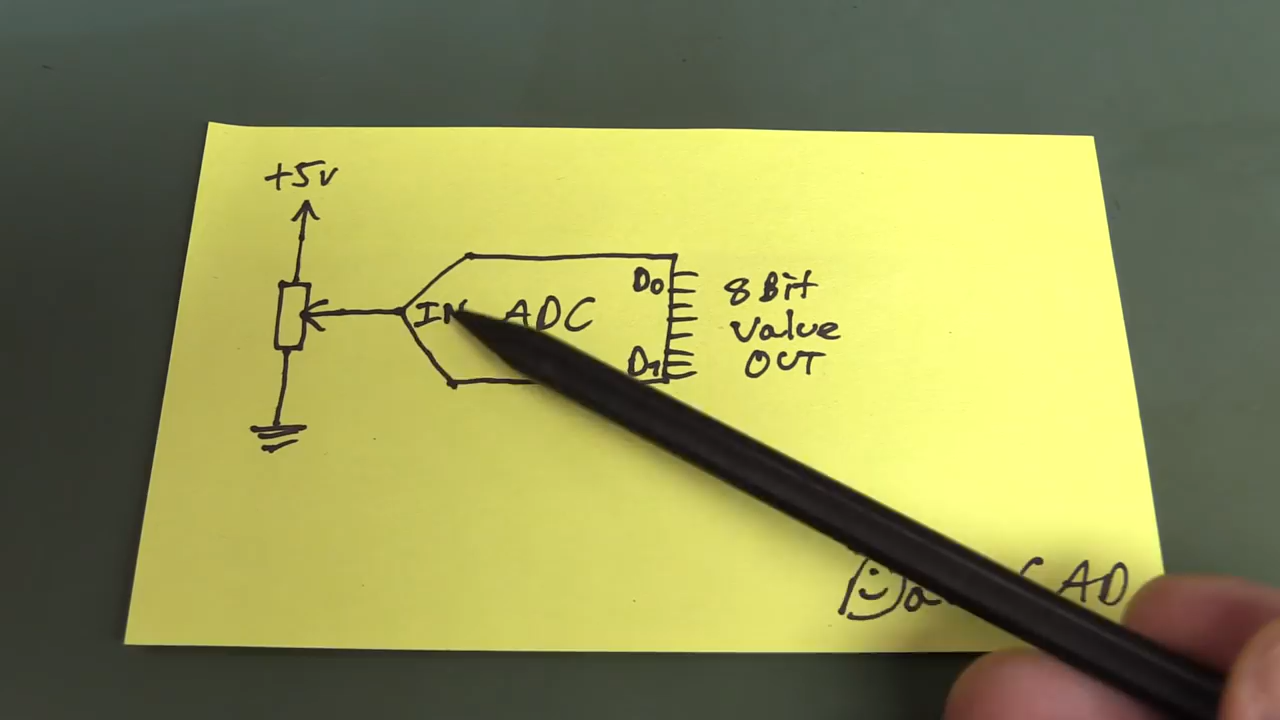 +5v
IN ADC
D0
D7
8 Bit
Value
OUT
CAD